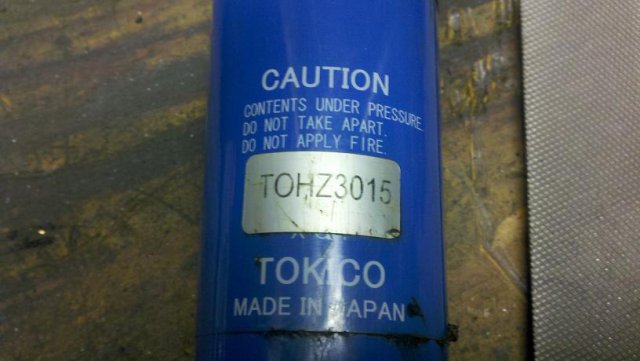 CAUTION
CONTENTS UNDER PRESSURE.
DO NOT TAKE APART.
DO NOT APPLY FIRE.
TOHZ3015
TOKICO
MADE IN JAPAN